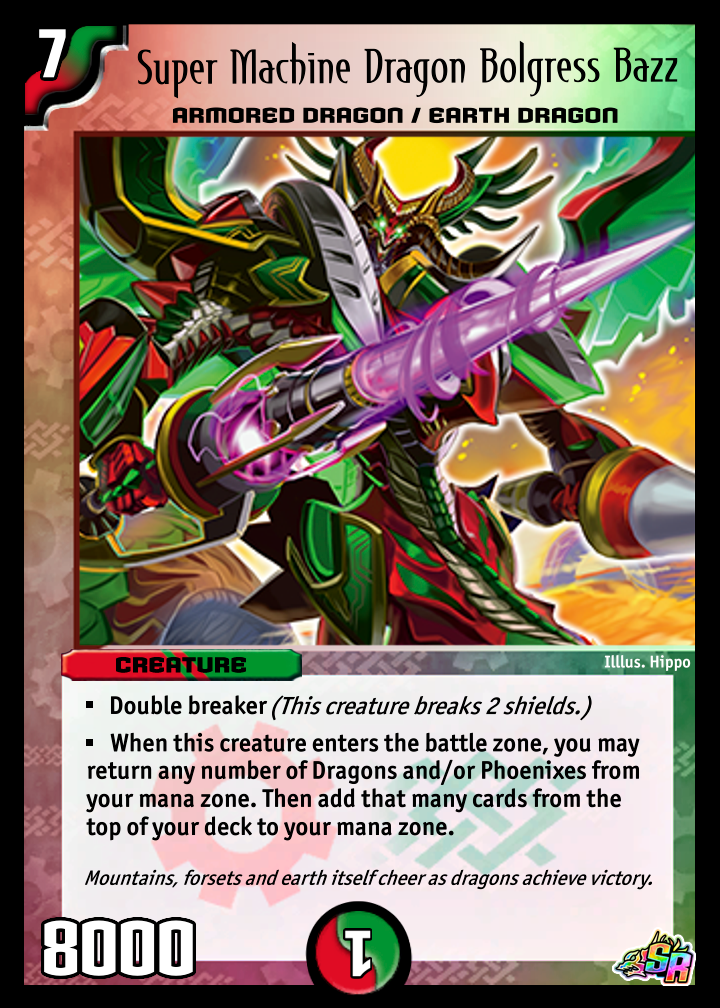 7
Super Machine Dragon Bolgress Bazz
ARMORED DRAGON / EARTH DRAGON
CREATURE
Illlus. Hippo
▪ Double breaker (This creature breaks 2 shields.)
▪ When this creature enters the battle zone, you may
return any number of Dragons and/or Phoenixes from
your mana zone. Then add that many cards from the
top of your deck to your mana zone.
Mountains, forsets and earth itself cheer as dragons achieve victory.
8000
1
SR